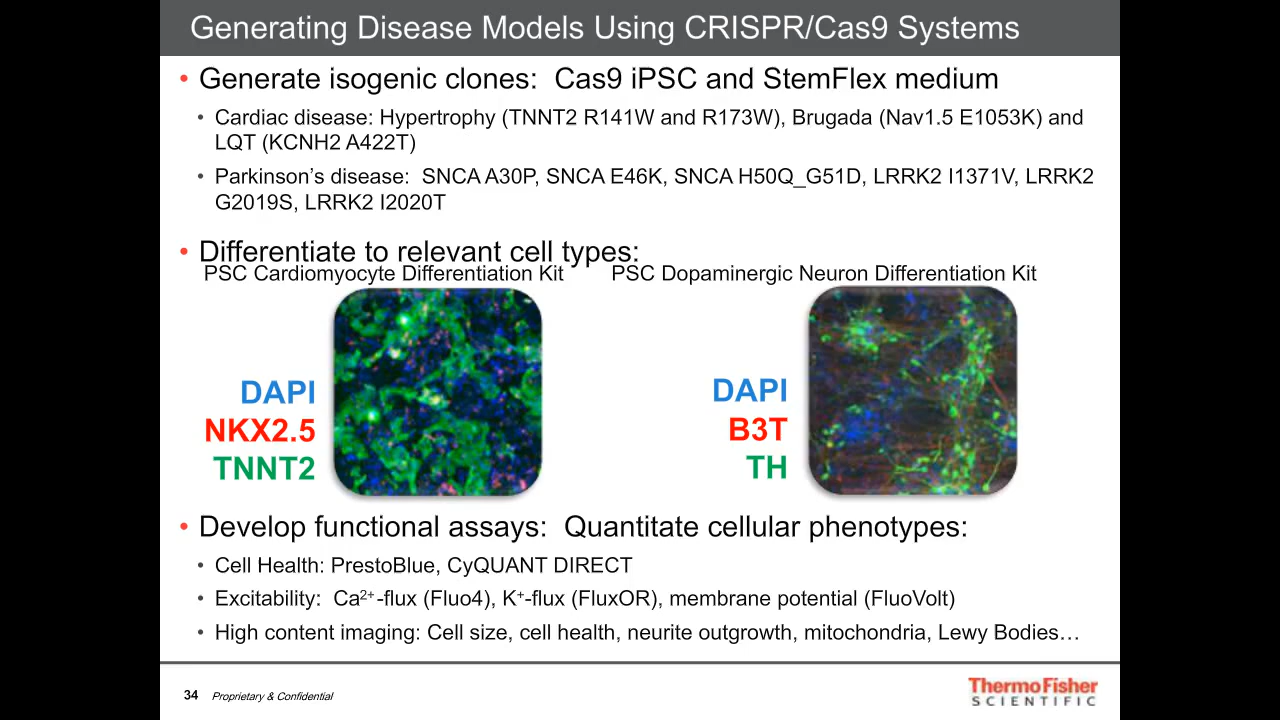 Generating Disease Models Using CRISPR/Cas9 Systems
• Generate isogenic clones: Cas9 iPSC and StemFlex medium
• Cardiac disease: Hypertrophy (TNNT2 R141W and R173W), Brugada (Nav1.5 E1053K) and
LQT (KCNH2 A422T)
• Parkinson's disease: SNCA A30P, SNCA E46K, SNCA H50Q_G51D, LRRK2 I1371V, LRRK2
G2019S, LRRK2 I2020T
• Differentiate to relevant cell types:
PSC Cardiomyocyte Differentiation Kit
DAPI
NKX2.5
TNNT2
PSC Dopaminergic Neuron Differentiation Kit
DAPI
B3T
TH
• Develop functional assays: Quantitate cellular phenotypes:
• Cell Health: PrestoBlue, CyQUANT DIRECT
• Excitability: Ca²⁺-flux (Fluo4), K⁺-flux (FluxOR), membrane potential (FluoVolt)
• High content imaging: Cell size, cell health, neurite outgrowth, mitochondria, Lewy Bodies…
34 Proprietary & Confidential
ThermoFisher
SCIENTIFIC